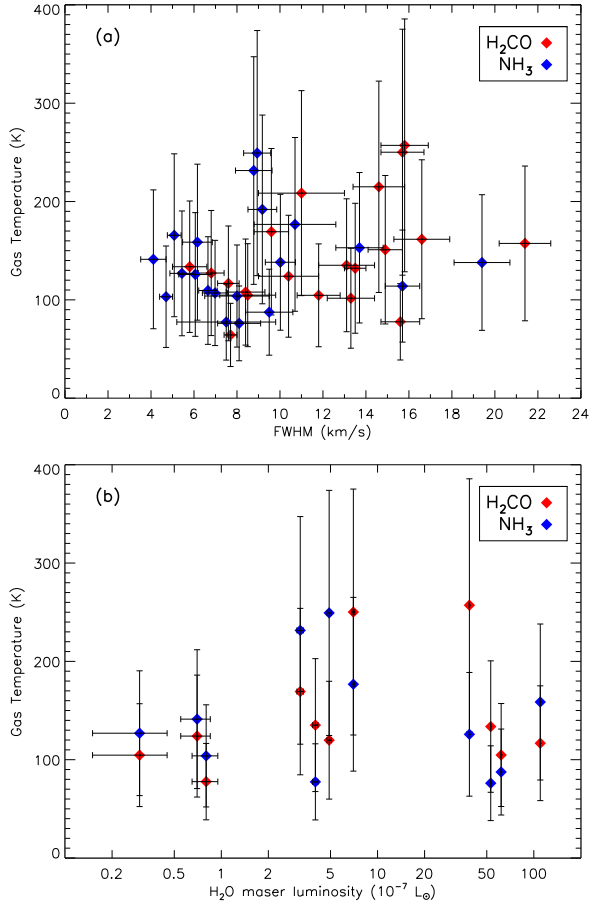 (a)
H₂CO
NH₃
400
300
200
100
0
Gas Temperature (K)
0 2 4 6 8 10 12 14 16 18 20 22 24
FWHM (km/s)
(b)
H₂CO
NH₃
400
300
200
100
0
Gas Temperature (K)
0.2 0.5 1 2 5 10 20 50 100
H₂O maser luminosity (10⁻⁷ L☉)